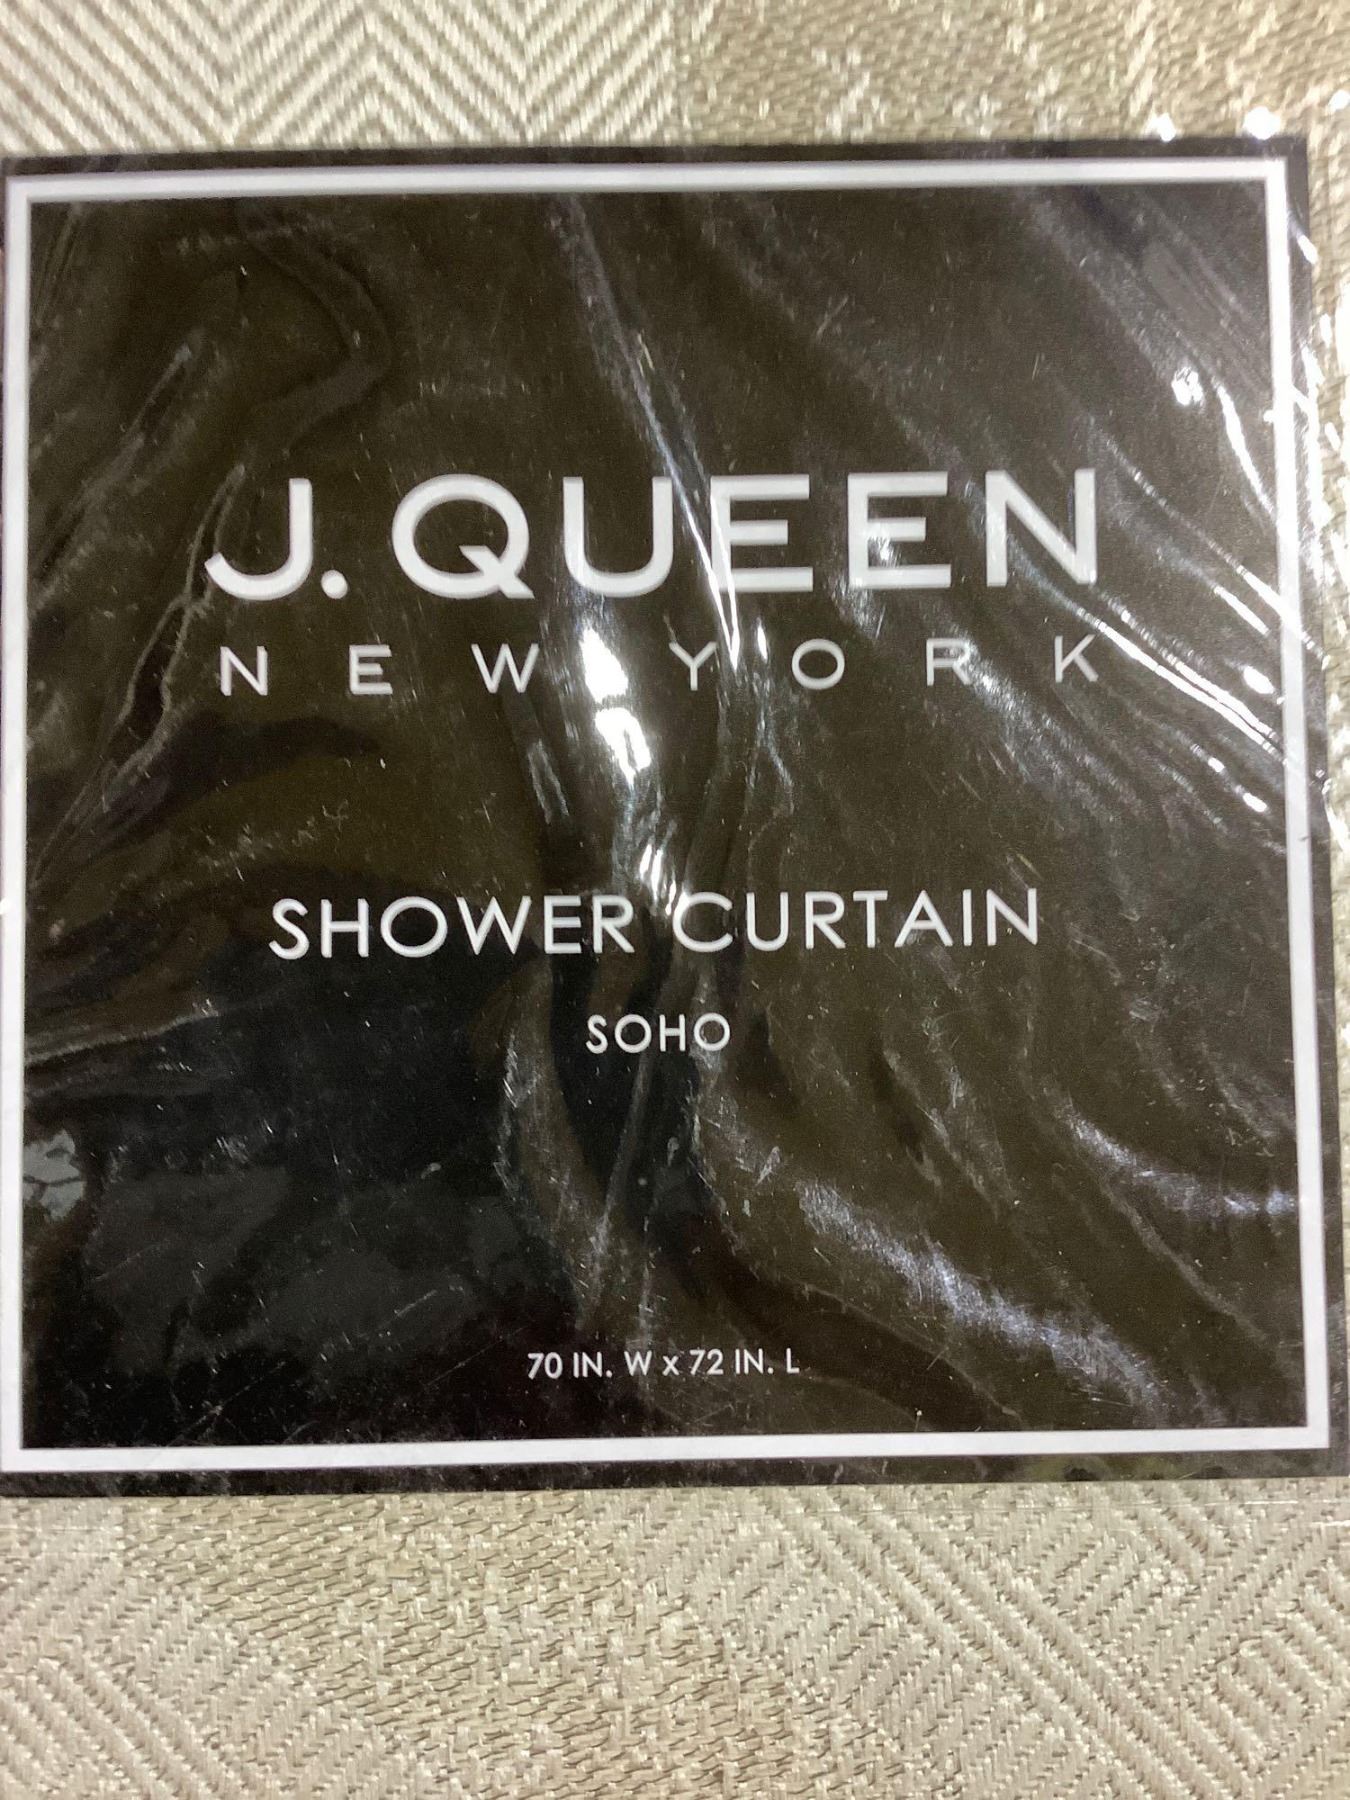 J. QUEEN
NEW YORK
SHOWER CURTAIN
SOHO
70 IN. W x 72 IN. L